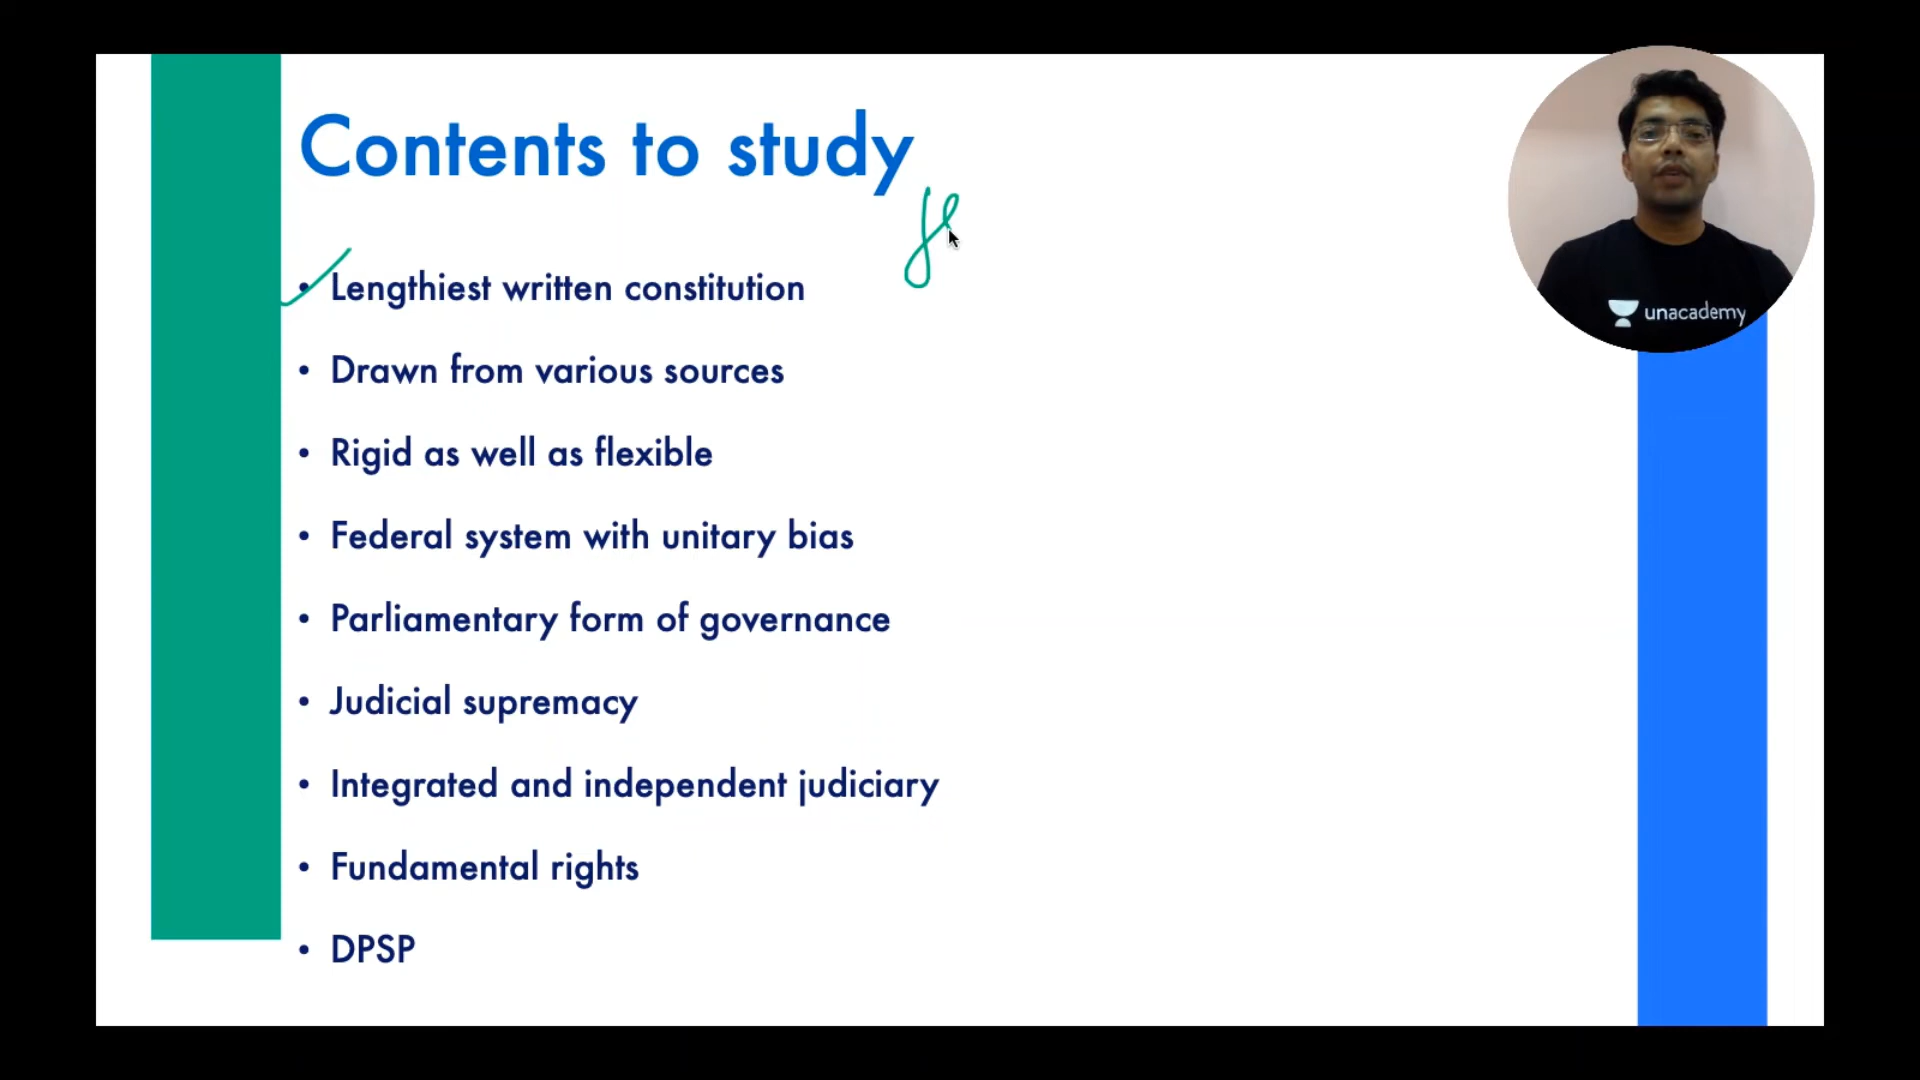 Contents to study
• Lengthiest written constitution
• Drawn from various sources
• Rigid as well as flexible
• Federal system with unitary bias
• Parliamentary form of governance
• Judicial supremacy
• Integrated and independent judiciary
• Fundamental rights
• DPSP
unacademy